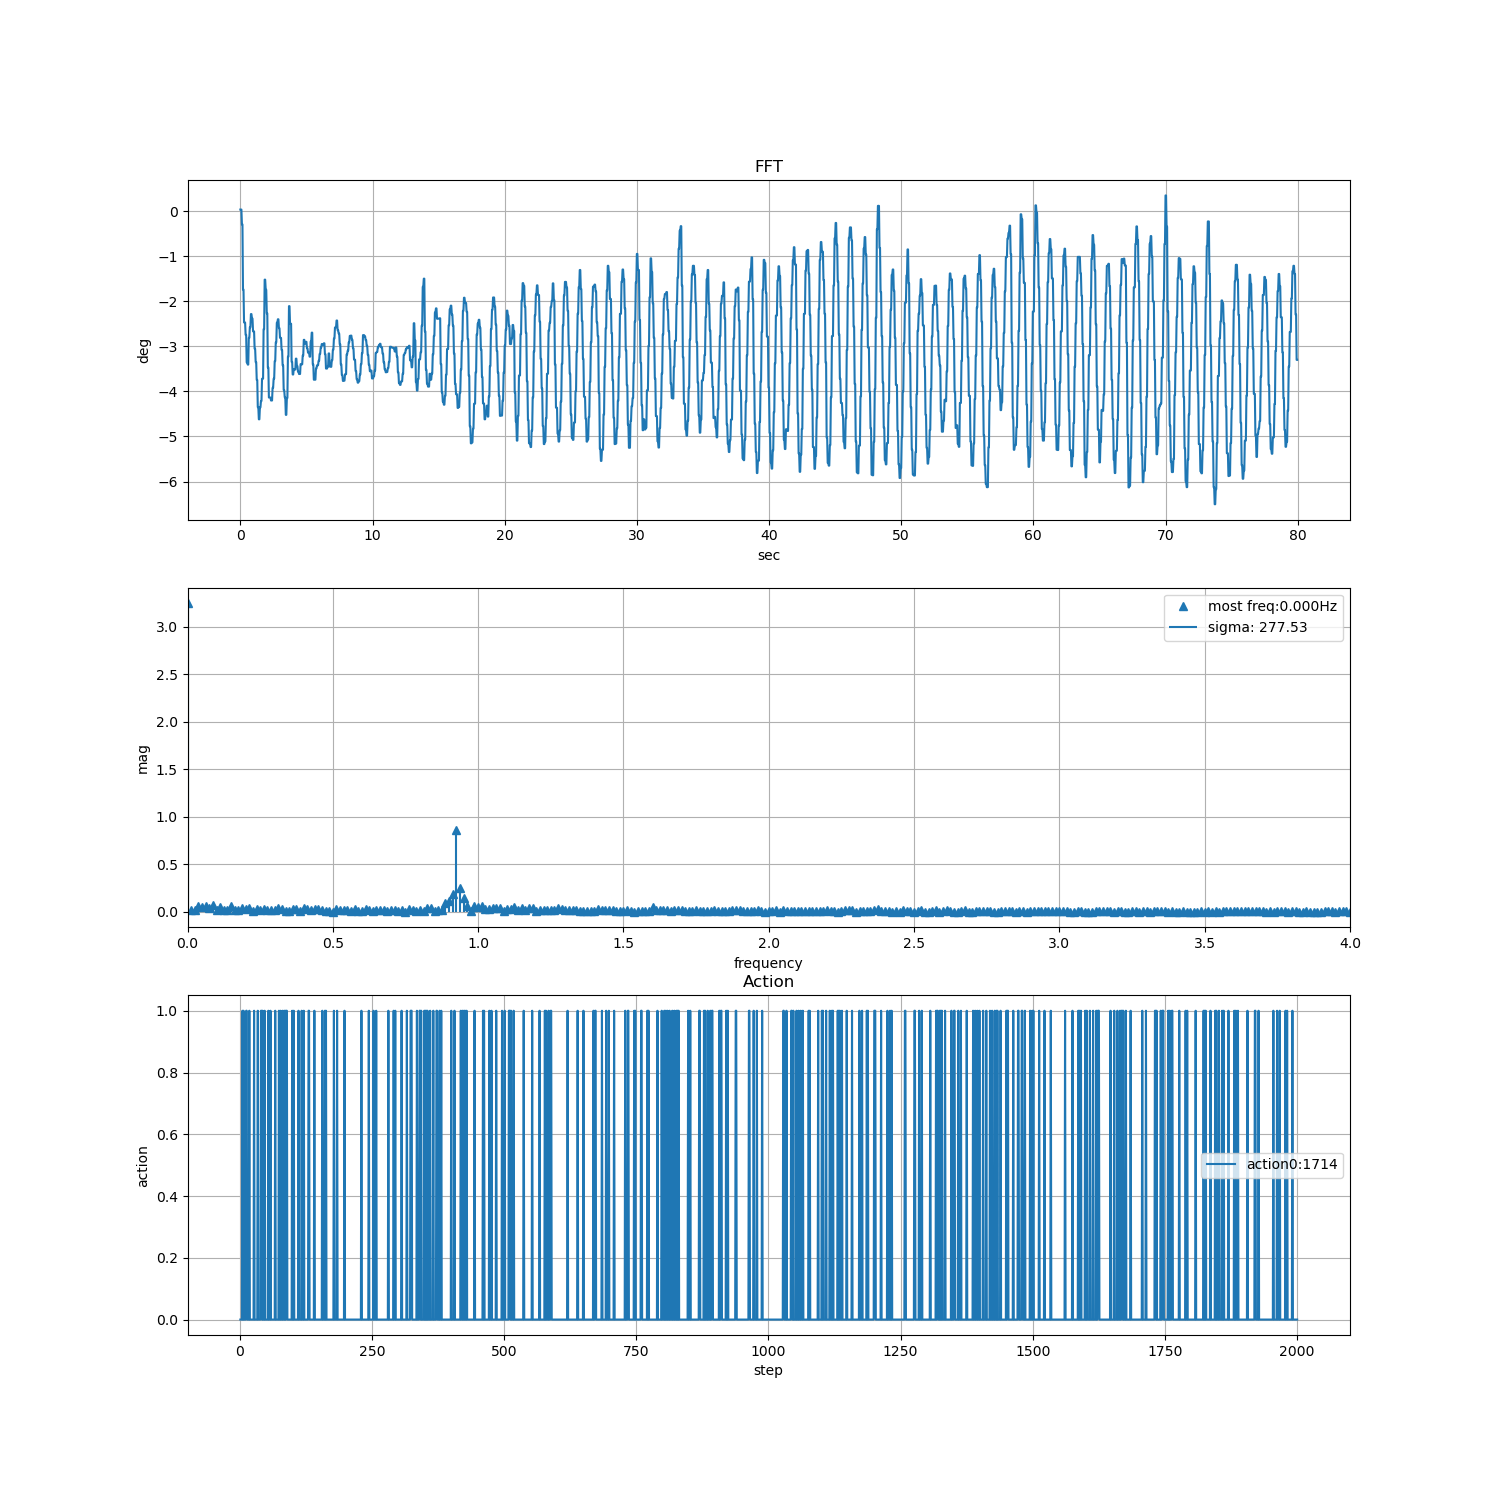 FFT
0
−1
−2
−3
−4
−5
−6
deg
0 10 20 30 40 50 60 70 80
sec
most freq:0.000Hz
sigma: 277.53
3.0
2.5
2.0
1.5
1.0
0.5
0.0
mag
0.0 0.5 1.0 1.5 2.0 2.5 3.0 3.5 4.0
frequency
Action
1.0
0.8
0.6
0.4
0.2
0.0
action
action0:1714
0 250 500 750 1000 1250 1500 1750 2000
step